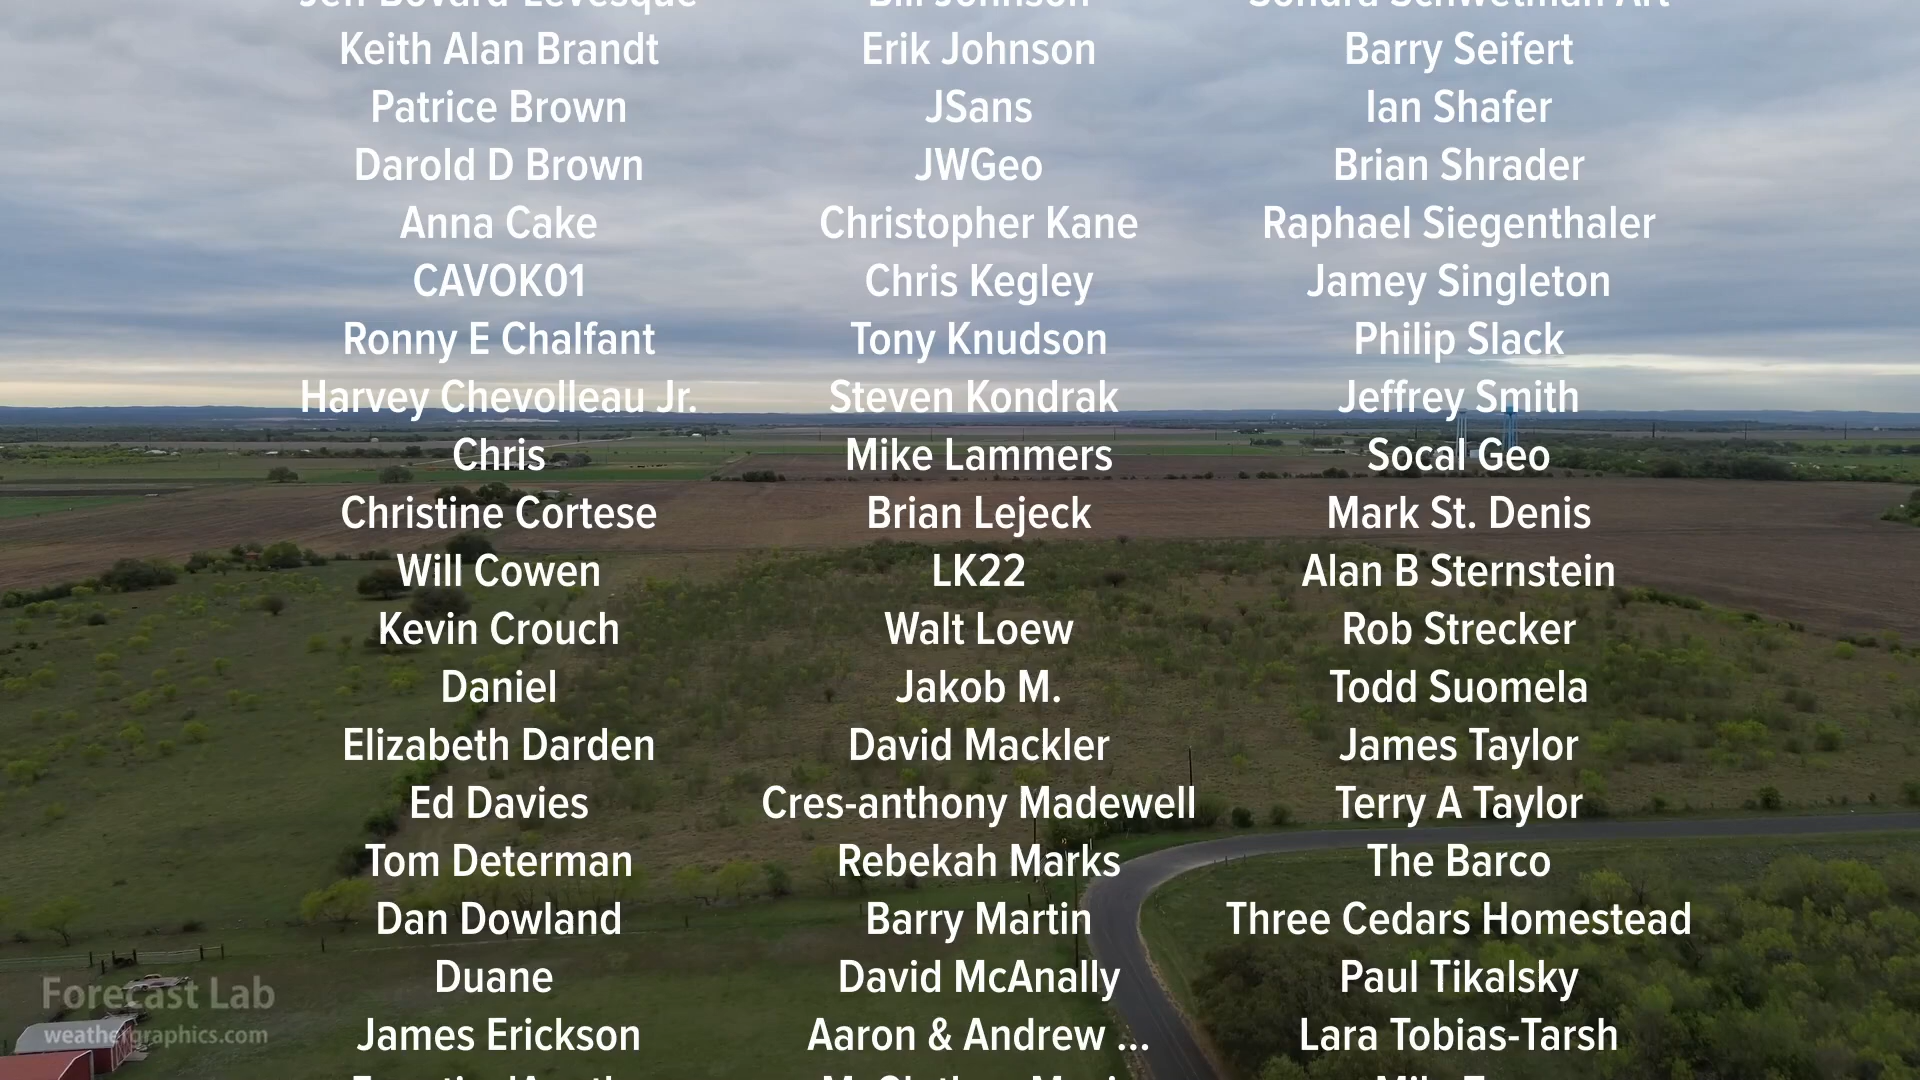 Keith Alan Brandt
Patrice Brown
Darold D Brown
Anna Cake
CAVOK01
Ronny E Chalfant
Harvey Chevolleau Jr.
Chris
Christine Cortese
Will Cowen
Kevin Crouch
Daniel
Elizabeth Darden
Ed Davies
Tom Determan
Dan Dowland
Duane
James Erickson
Bill Johnson
Erik Johnson
JSans
JWGeo
Christopher Kane
Chris Kegley
Tony Knudson
Steven Kondrak
Mike Lammers
Brian Lejeck
LK22
Walt Loew
Jakob M.
David Mackler
Cres-anthony Madewell
Rebekah Marks
Barry Martin
David McAnally
Aaron & Andrew ...
Barry Seifert
Ian Shafer
Brian Shrader
Raphael Siegenthaler
Jamey Singleton
Philip Slack
Jeffrey Smith
Socal Geo
Mark St. Denis
Alan B Sternstein
Rob Strecker
Todd Suomela
James Taylor
Terry A Taylor
The Barco
Three Cedars Homestead
Paul Tikalsky
Lara Tobias-Tarsh
Forecast Lab
weathergraphics.com